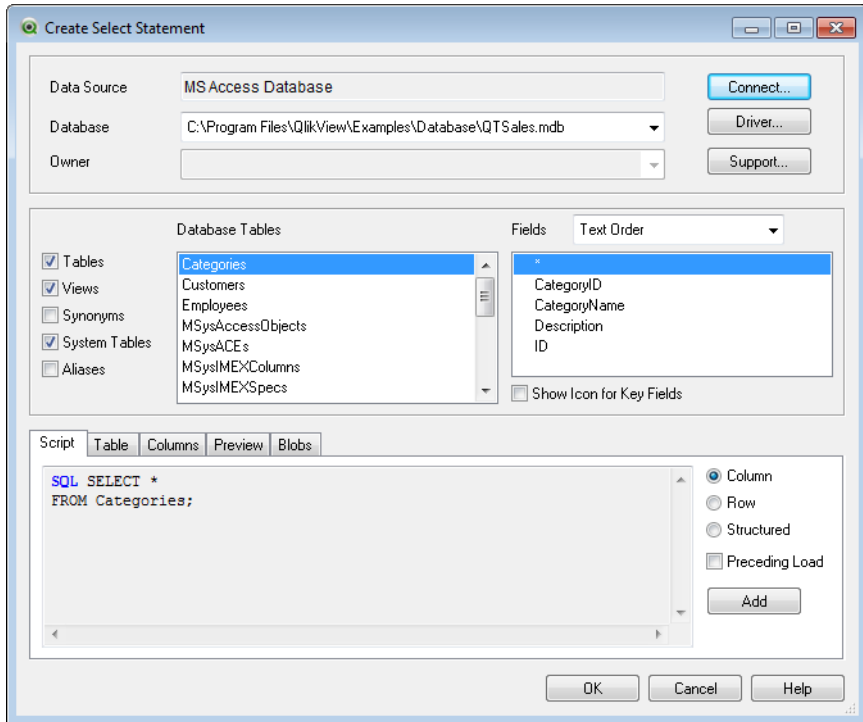 Create Select Statement
Data Source MS Access Database Connect...
Database C:\Program Files\QlikView\Examples\Database\QTSales.mdb Driver...
Owner Support...
Database Tables Fields Text Order
Tables
Views
Synonyms
System Tables
Aliases
Categories
Customers
Employees
MSysAccessObjects
MSysACEs
MSysIMEXColumns
MSysIMEXSpecs
*
CategoryID
CategoryName
Description
ID
Show Icon for Key Fields
Script Table Columns Preview Blobs
SQL SELECT *
FROM Categories;
Column
Row
Structured
Preceding Load
Add
OK Cancel Help